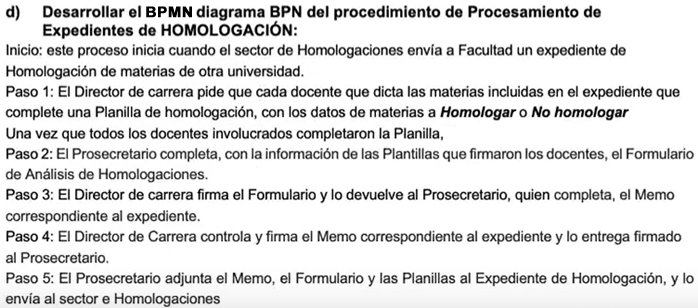 d) Desarrollar el BPMN diagrama BPN del procedimiento de Procesamiento de
Expedientes de HOMOLOGACIÓN:
Inicio: este proceso inicia cuando el sector de Homologaciones envía a Facultad un expediente de
Homologación de materias de otra universidad.
Paso 1: El Director de carrera pide que cada docente que dicta las materias incluidas en el expediente que
complete una Planilla de homologación, con los datos de materias a Homologar o No homologar
Una vez que todos los docentes involucrados completaron la Planilla,
Paso 2: El Prosecretario completa, con la información de las Plantillas que firmaron los docentes, el Formulario
de Análisis de Homologaciones.
Paso 3: El Director de carrera firma el Formulario y lo devuelve al Prosecretario, quien completa, el Memo
correspondiente al expediente.
Paso 4: El Director de Carrera controla y firma el Memo correspondiente al expediente y lo entrega firmado
al Prosecretario.
Paso 5: El Prosecretario adjunta el Memo, el Formulario y las Planillas al Expediente de Homologación, y lo
envía al sector e Homologaciones